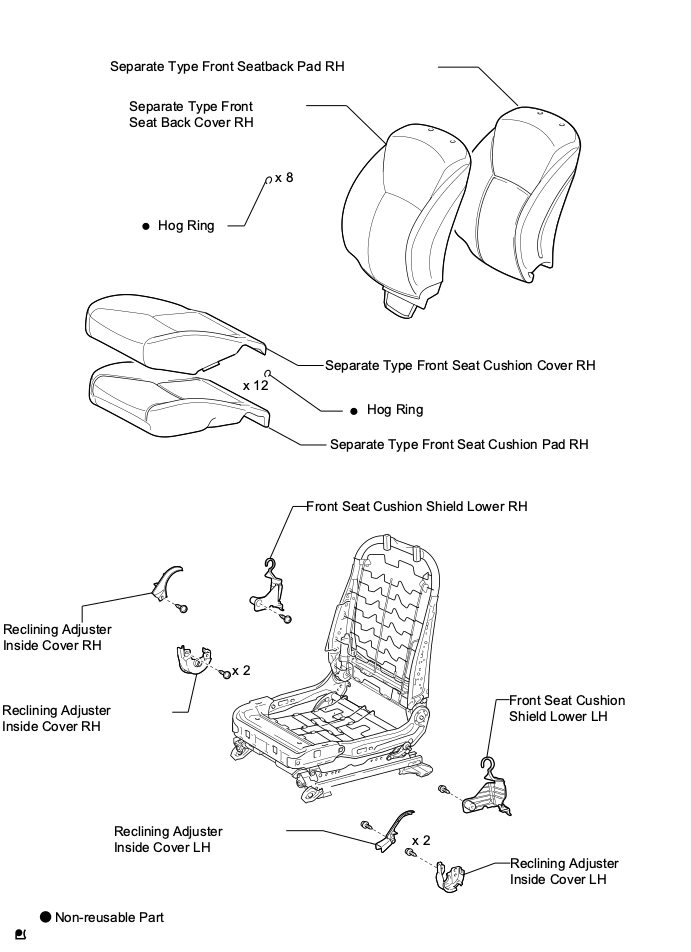 Separate Type Front Seatback Pad RH
Separate Type Front
Seat Back Cover RH
x 8
● Hog Ring
Separate Type Front Seat Cushion Cover RH
x 12
● Hog Ring
Separate Type Front Seat Cushion Pad RH
Front Seat Cushion Shield Lower RH
Reclining Adjuster
Inside Cover RH
x 2
Reclining Adjuster
Inside Cover RH
Front Seat Cushion
Shield Lower LH
Reclining Adjuster
Inside Cover LH
x 2
Reclining Adjuster
Inside Cover LH
● Non-reusable Part